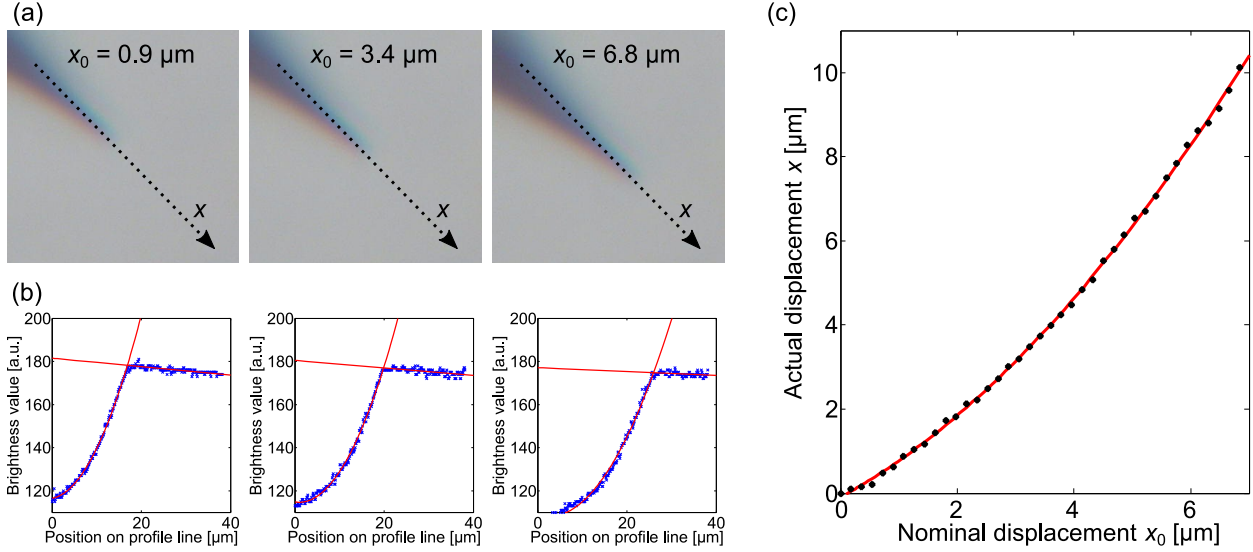 (a)
x₀ = 0.9 µm
x₀ = 3.4 µm
x₀ = 6.8 µm
x
x
x
(b)
Brightness value [a.u.]
200
180
160
140
120
0
20
40
Position on profile line [µm]
Brightness value [a.u.]
200
180
160
140
120
0
20
40
Position on profile line [µm]
Brightness value [a.u.]
200
180
160
140
120
0
20
40
Position on profile line [µm]
(c)
Actual displacement x [µm]
10
8
6
4
2
0
0
2
4
6
Nominal displacement x₀ [µm]